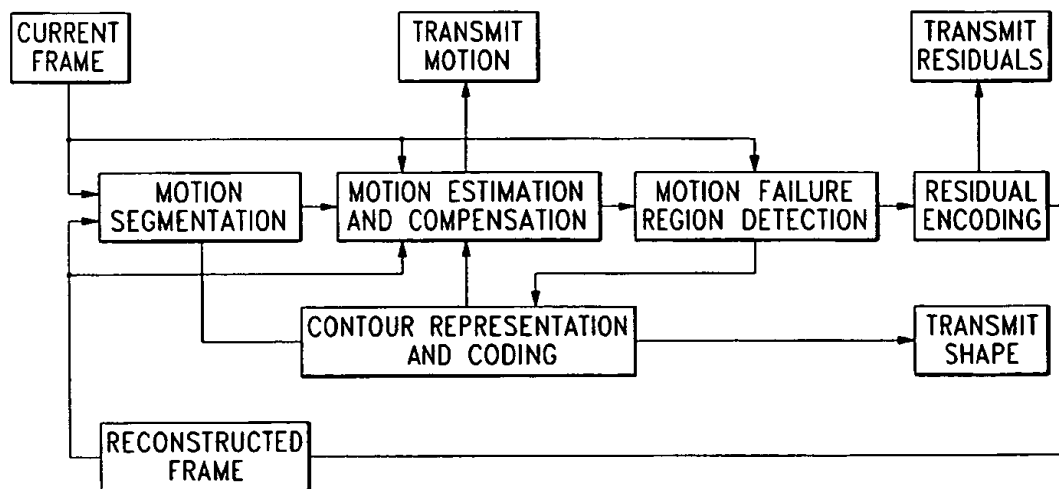 CURRENT
FRAME
TRANSMIT
MOTION
TRANSMIT
RESIDUALS
MOTION
SEGMENTATION
MOTION ESTIMATION
AND COMPENSATION
MOTION FAILURE
REGION DETECTION
RESIDUAL
ENCODING
CONTOUR REPRESENTATION
AND CODING
TRANSMIT
SHAPE
RECONSTRUCTED
FRAME